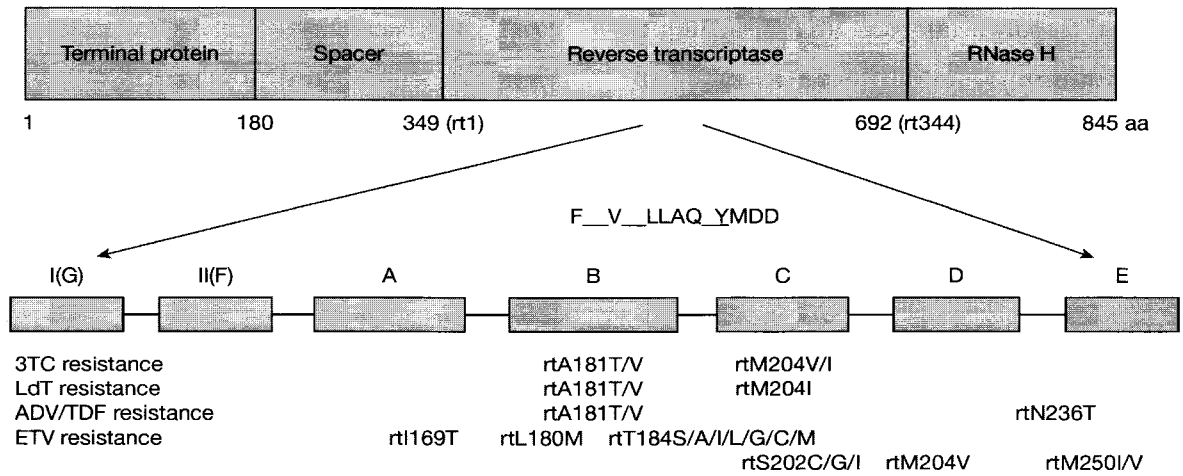 Terminal protein Spacer Reverse transcriptase RNase H
1 180 349 (rt1) 692 (rt344) 845 aa
F__V__LLAQ_YMDD
I(G) II(F) A B C D E
3TC resistance rtA181T/V rtM204V/I
LdT resistance rtA181T/V rtM204I
ADV/TDF resistance rtA181T/V rtN236T
ETV resistance rtI169T rtL180M rtT184S/A/I/L/G/C/M
rtS202C/G/I rtM204V rtM250I/V